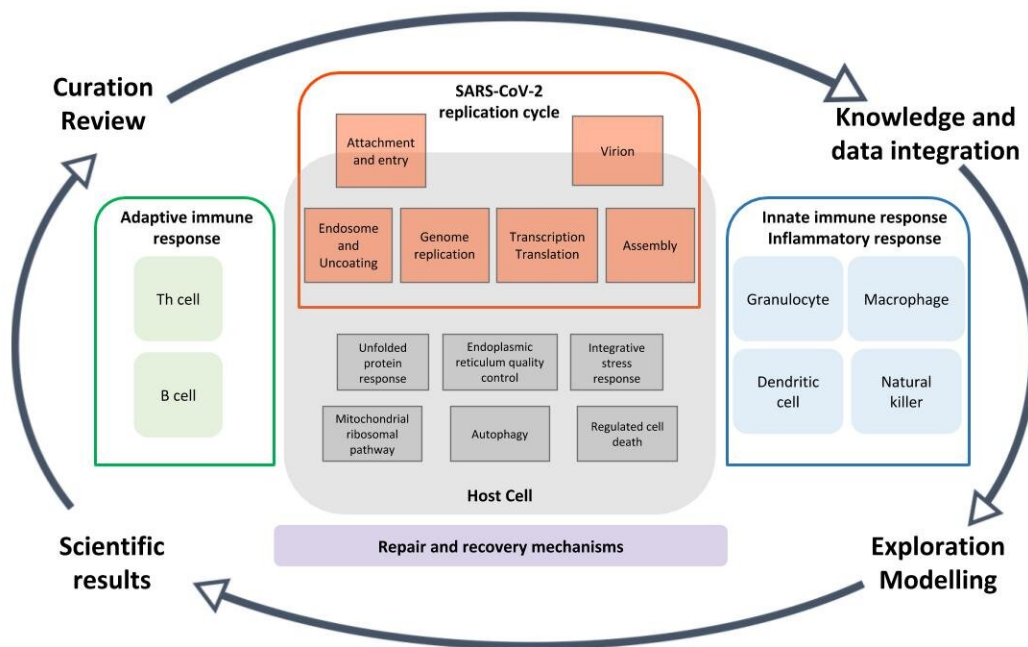 Curation
Review
SARS-CoV-2
replication cycle
Knowledge and
data integration
Attachment
and entry
Virion
Adaptive immune
response
Innate immune response
Inflammatory response
Endosome
and
Uncoating
Genome
replication
Transcription
Translation
Assembly
Th cell
B cell
Granulocyte
Macrophage
Dendritic
cell
Natural
killer
Unfolded
protein
response
Endoplasmic
reticulum quality
control
Integrative
stress
response
Mitochondrial
ribosomal
pathway
Autophagy
Regulated cell
death
Host Cell
Scientific
results
Repair and recovery mechanisms
Exploration
Modelling